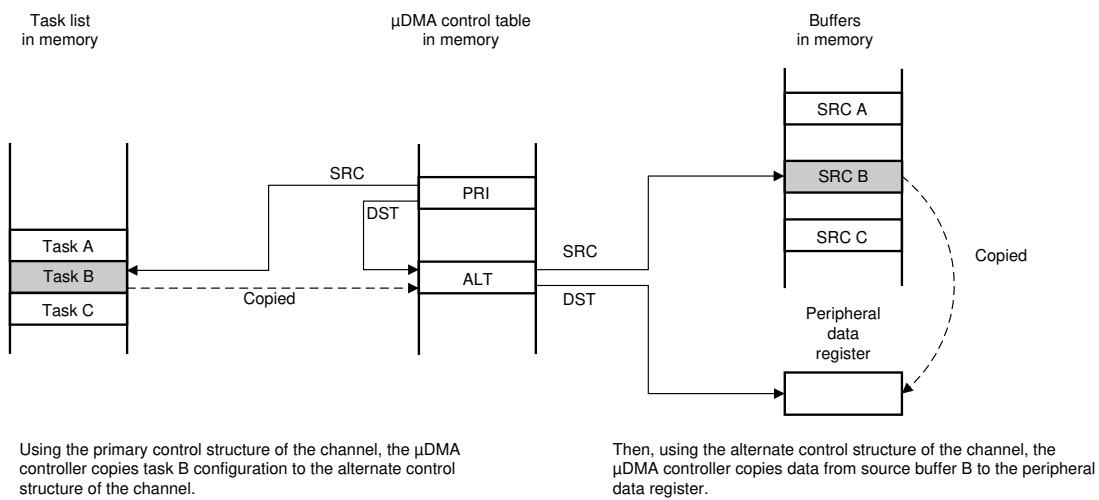 Task list
in memory
µDMA control table
in memory
Buffers
in memory
SRC A
SRC
PRI
SRC B
DST
Task A
SRC C
SRC
Copied
Task B
ALT
Copied
DST
Task C
Peripheral
data
register
Using the primary control structure of the channel, the µDMA
controller copies task B configuration to the alternate control
structure of the channel.
Then, using the alternate control structure of the channel, the
µDMA controller copies data from source buffer B to the peripheral
data register.